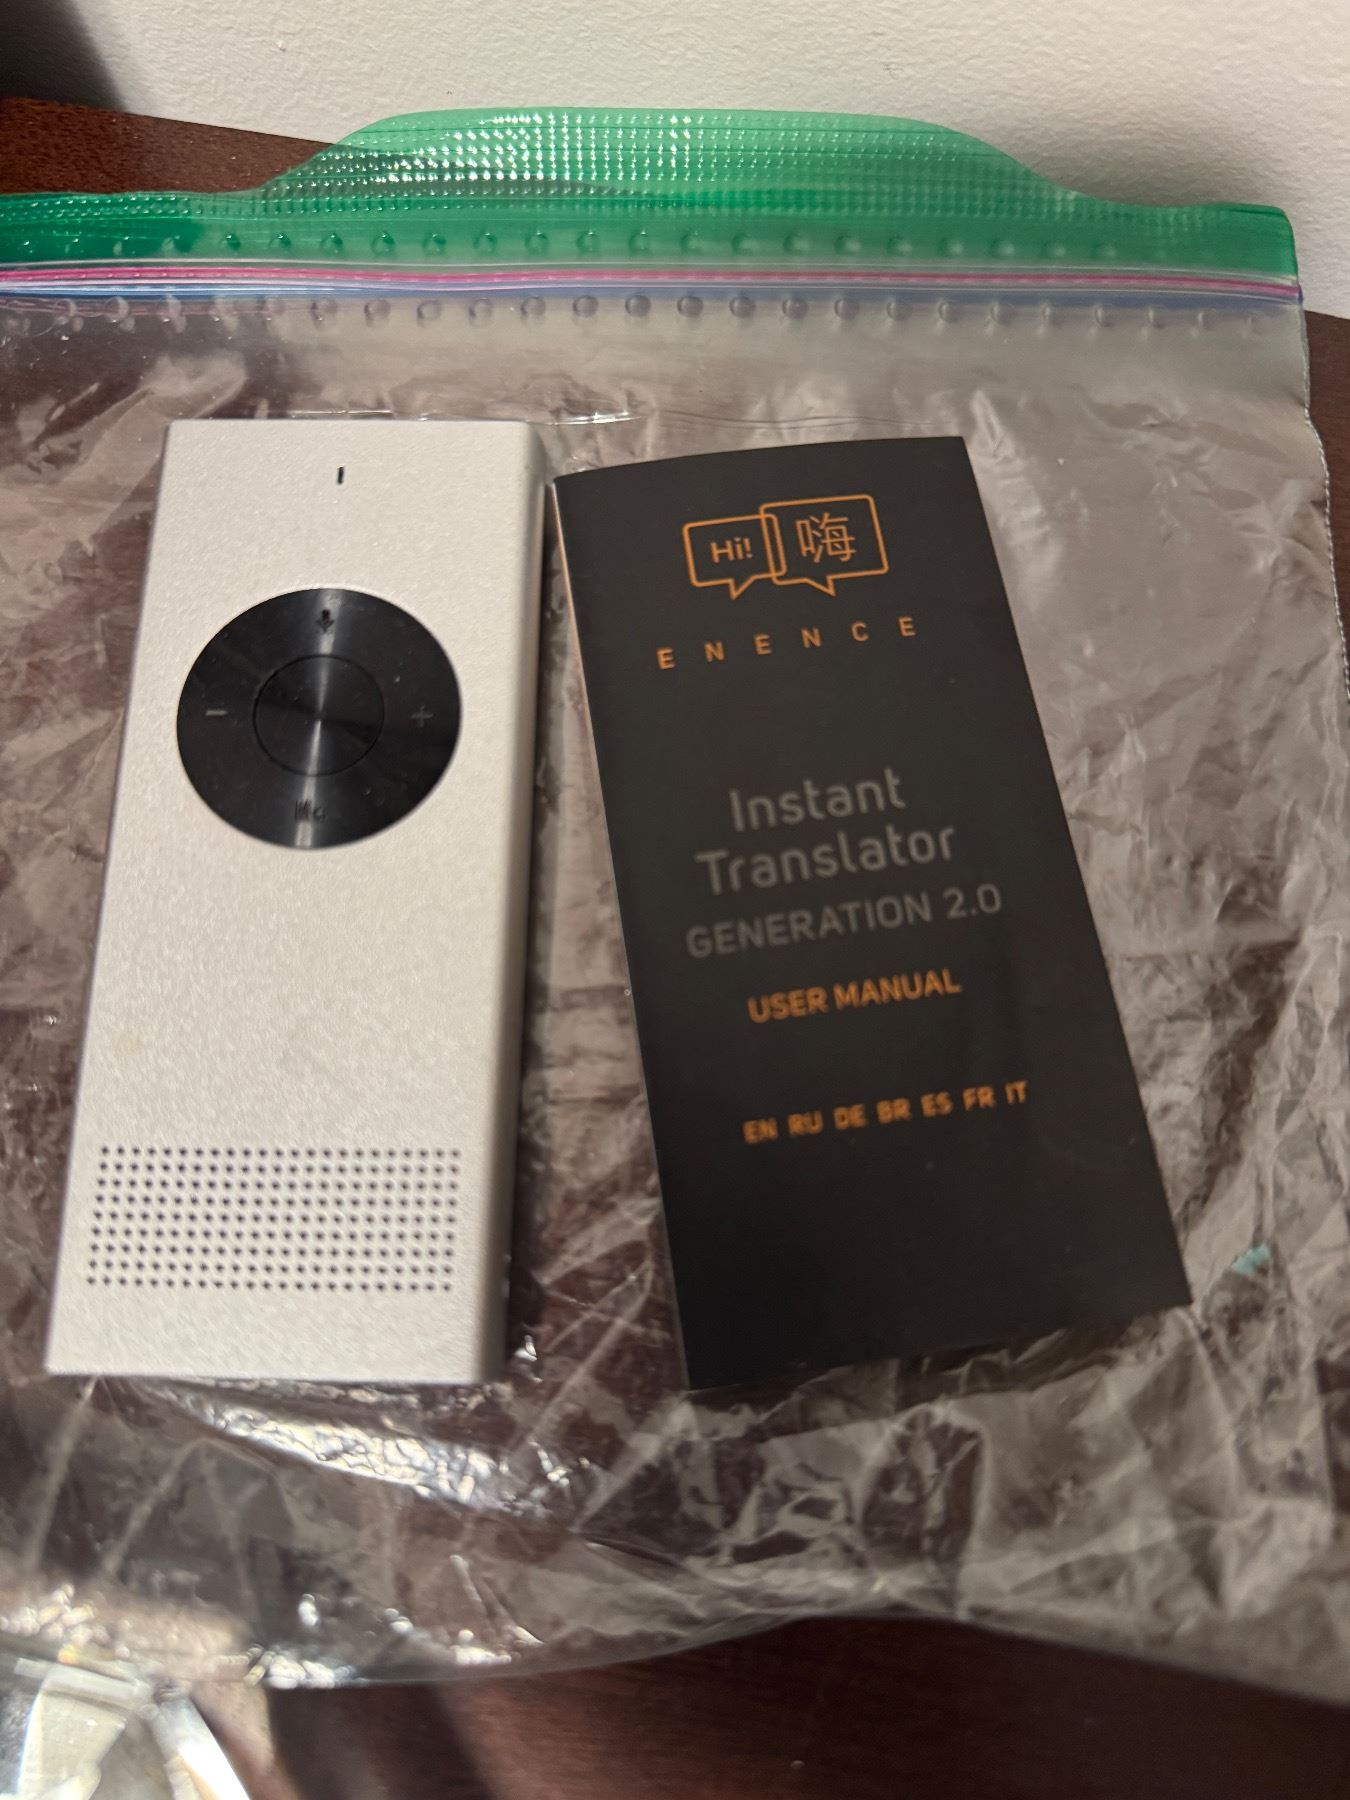 Hi! 嗨
ENENCE
Instant
Translator
GENERATION 2.0
USER MANUAL
EN RU DE BR ES FR IT